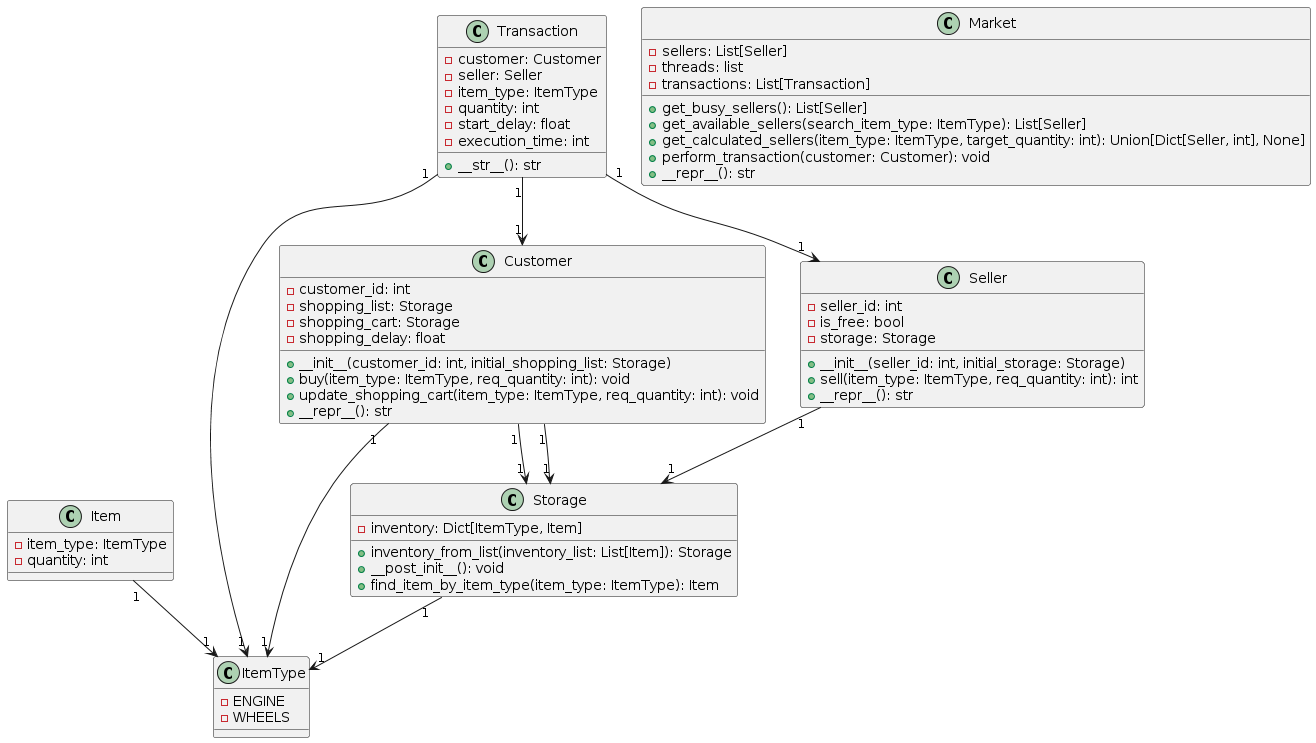 C Transaction
customer: Customer
seller: Seller
item_type: ItemType
quantity: int
start_delay: float
execution_time: int
__str__(): str
C Market
sellers: List[Seller]
threads: list
transactions: List[Transaction]
get_busy_sellers(): List[Seller]
get_available_sellers(search_item_type: ItemType): List[Seller]
get_calculated_sellers(item_type: ItemType, target_quantity: int): Union[Dict[Seller, int], None]
perform_transaction(customer: Customer): void
__repr__(): str
1
1
1
1
1
C Customer
customer_id: int
shopping_list: Storage
shopping_cart: Storage
shopping_delay: float
__init__(customer_id: int, initial_shopping_list: Storage)
buy(item_type: ItemType, req_quantity: int): void
update_shopping_cart(item_type: ItemType, req_quantity: int): void
__repr__(): str
C Seller
seller_id: int
is_free: bool
storage: Storage
__init__(seller_id: int, initial_storage: Storage)
sell(item_type: ItemType, req_quantity: int): int
__repr__(): str
1
1
1
1
1
1
1
C Item
item_type: ItemType
quantity: int
C Storage
inventory: Dict[ItemType, Item]
inventory_from_list(inventory_list: List[Item]): Storage
__post_init__(): void
find_item_by_item_type(item_type: ItemType): Item
1
1
1
1
1
1
C ItemType
ENGINE
WHEELS